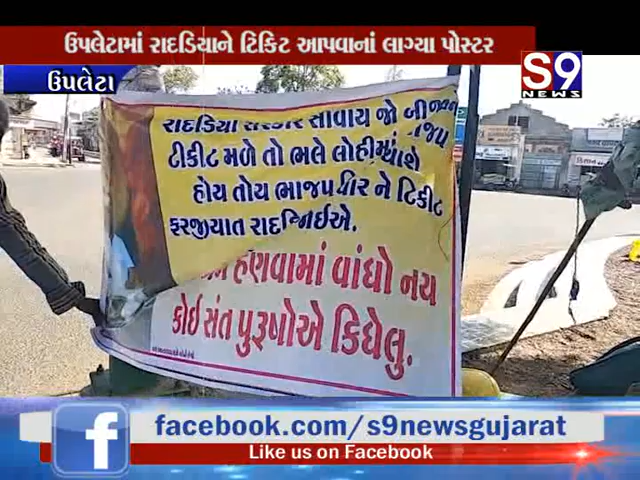 ઉપલેટામાં રાદડિયાને ટિકિટ આપવાનાં લાગ્યા પોસ્ટર
S9
NEWS
ઉપલેટા
રાદડિયા સિવાય જો બીજાને
ટીકીટ મળે તો ભલે લોહી
હોય તોય ભાજપ ને ટિકીટ
ફરજીયાત
હણવામાં વાંધો નય
કોઈ સંત પુરૂષોએ કિધેલુ.
facebook.com/s9newsgujarat
Like us on Facebook